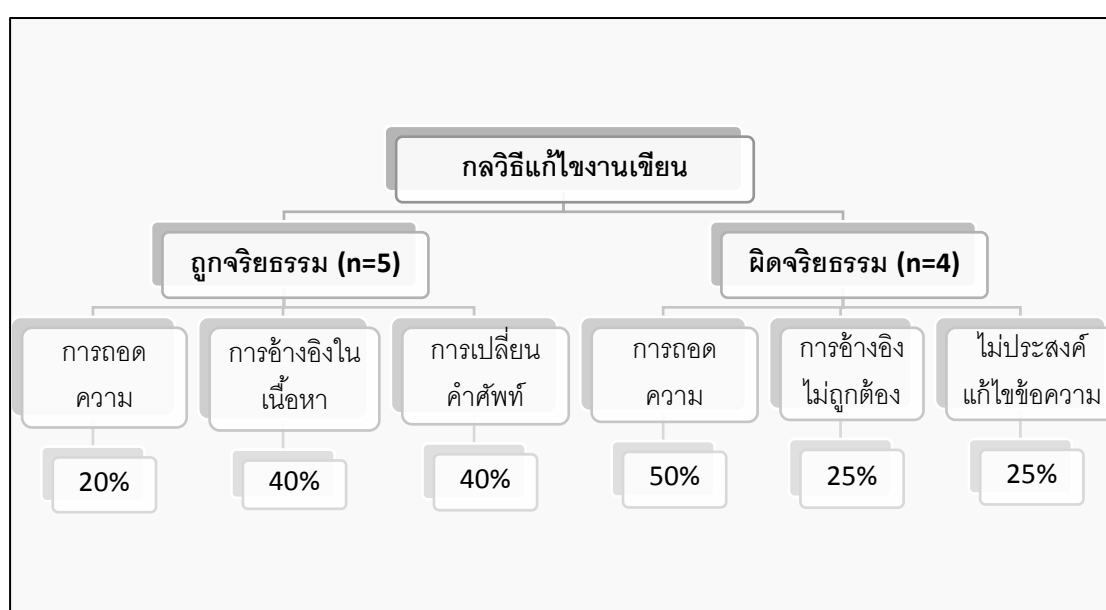 กลวิธีแก้ไขงานเขียน
ถูกจริยธรรม (n=5)
ผิดจริยธรรม (n=4)
การถอด
ความ
การอ้างอิงใน
เนื้อหา
การเปลี่ยน
คำศัพท์
การถอด
ความ
การอ้างอิง
ไม่ถูกต้อง
ไม่ประสงค์
แก้ไขข้อความ
20%
40%
40%
50%
25%
25%